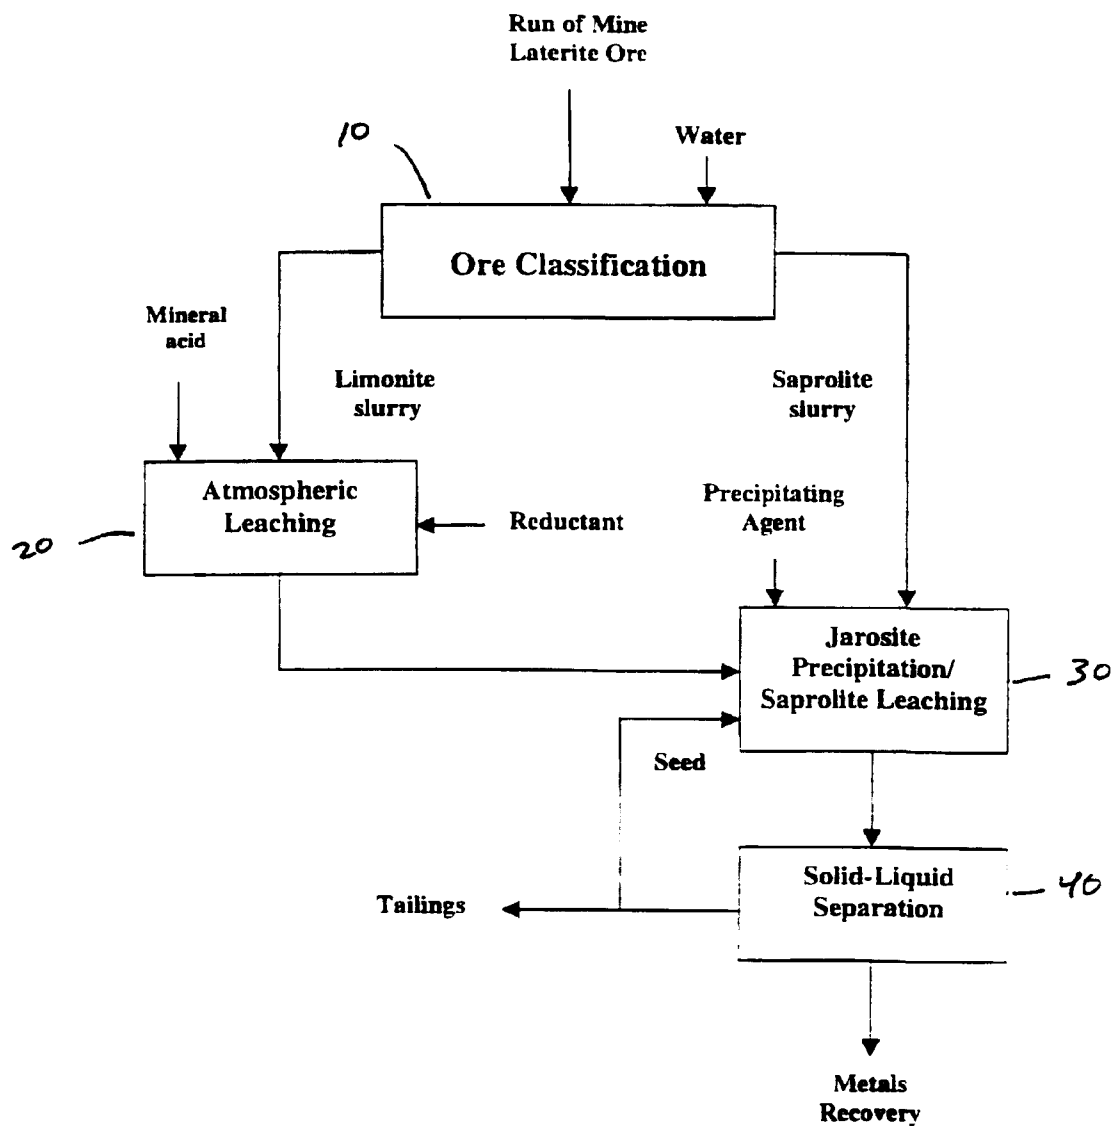 Run of Mine
Laterite Ore
10
Water
Ore Classification
Mineral
acid
Limonite
slurry
Saprolite
slurry
Atmospheric
Leaching
Reductant
Precipitating
Agent
20
Jarosite
Precipitation/
Saprolite Leaching
30
Seed
Solid-Liquid
Separation
40
Tailings
Metals
Recovery